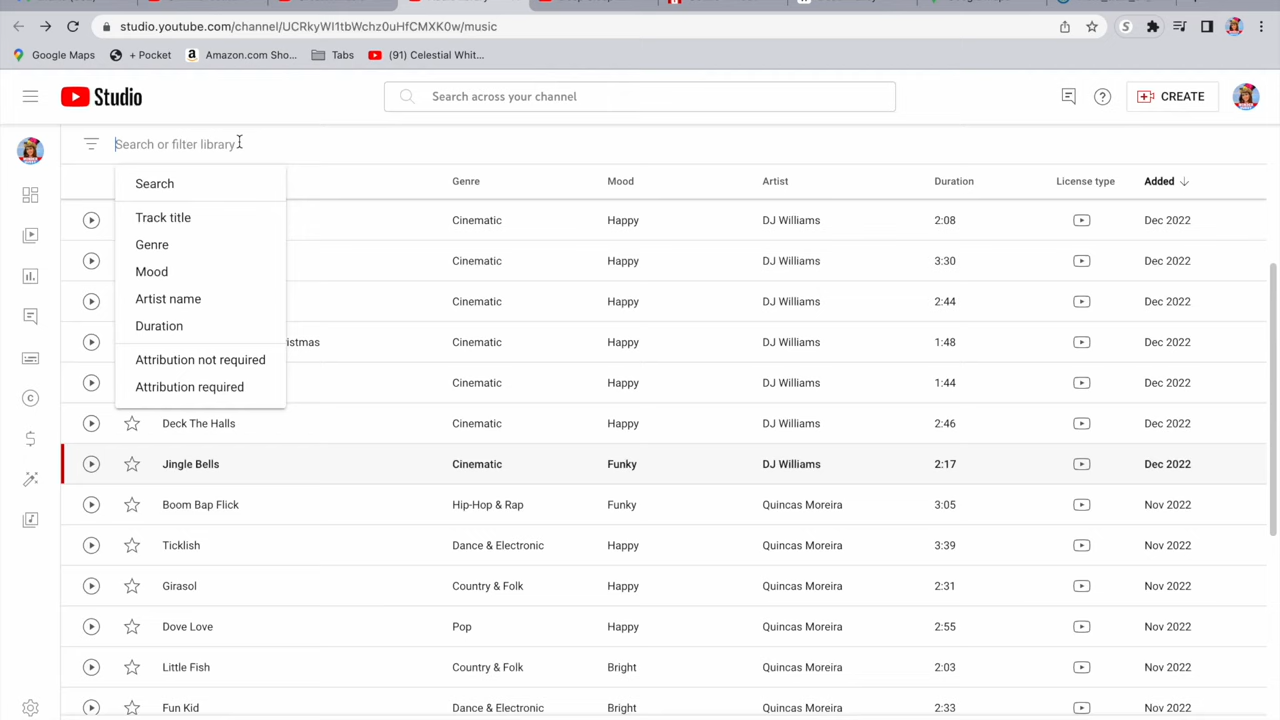 studio.youtube.com/channel/UCRkyWI1tbWchz0uHfCMXK0w/music
Google Maps
+ Pocket
Amazon.com Sho...
Tabs
(91) Celestial Whit...
Studio
Search across your channel
CREATE
Search or filter library
Search
Track title
Genre
Mood
Artist name
Duration
Attribution not required
Attribution required
Genre Mood Artist Duration License type Added
Cinematic Happy DJ Williams 2:08 Dec 2022
Cinematic Happy DJ Williams 3:30 Dec 2022
Cinematic Happy DJ Williams 2:44 Dec 2022
istmas Cinematic Happy DJ Williams 1:48 Dec 2022
Cinematic Happy DJ Williams 1:44 Dec 2022
Deck The Halls Cinematic Happy DJ Williams 2:46 Dec 2022
Jingle Bells Cinematic Funky DJ Williams 2:17 Dec 2022
Boom Bap Flick Hip-Hop & Rap Funky Quincas Moreira 3:05 Nov 2022
Ticklish Dance & Electronic Happy Quincas Moreira 3:39 Nov 2022
Girasol Country & Folk Happy Quincas Moreira 2:31 Nov 2022
Dove Love Pop Happy Quincas Moreira 2:55 Nov 2022
Little Fish Country & Folk Bright Quincas Moreira 2:03 Nov 2022
Fun Kid Dance & Electronic Bright Quincas Moreira 2:33 Nov 2022